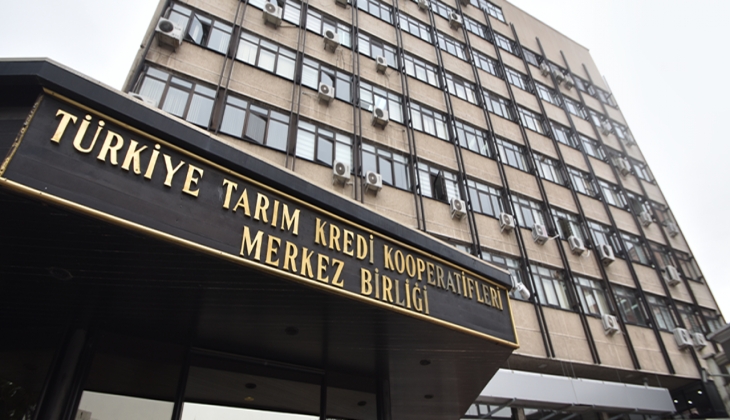 TÜRKİYE TARIM KREDİ KOOPERATİFLERİ
MERKEZ BİRLİĞİ